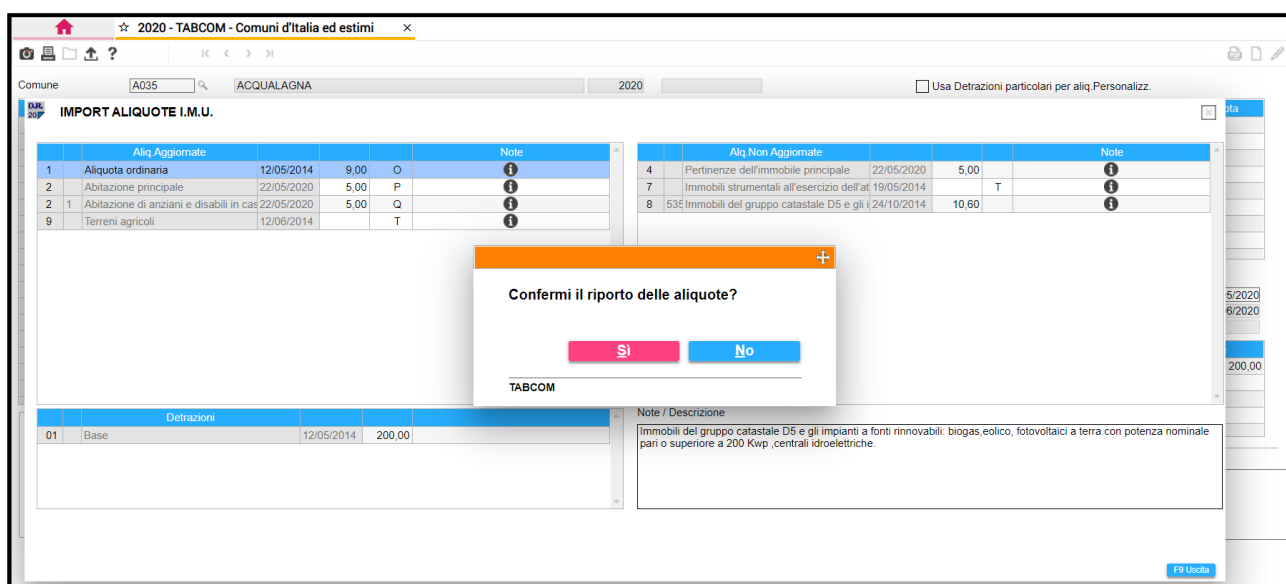 ☆ 2020 - TABCOM - Comuni d'Italia ed estimi ×
?
Comune A035 ACQUALAGNA 2020 Usa Detrazioni particolari per aliq.Personalizz.
D.R. 20 IMPORT ALIQUOTE I.M.U.
ota
Aliq.Aggiornate Note
1 Aliquota ordinaria 12/05/2014 9,00 O
2 Abitazione principale 22/05/2020 5,00 P
2 1 Abitazione di anziani e disabili in cas 22/05/2020 5,00 Q
9 Terreni agricoli 12/06/2014 T
Alq.Non Aggiornate Note
4 Pertinenze dell'immobile principale 22/05/2020 5,00
7 Immobili strumentali all'esercizio dell'at 19/05/2014 T
8 535 Immobili del gruppo catastale D5 e gli i 24/10/2014 10,60
Confermi il riporto delle aliquote?
Sì No
TABCOM
5/2020
6/2020
200,00
Detrazioni
01 Base 12/05/2014 200,00
Note / Descrizione
Immobili del gruppo catastale D5 e gli impianti a fonti rinnovabili: biogas,eolico, fotovoltaici a terra con potenza nominale
pari o superiore a 200 Kwp ,centrali idroelettriche.
F9 Uscita